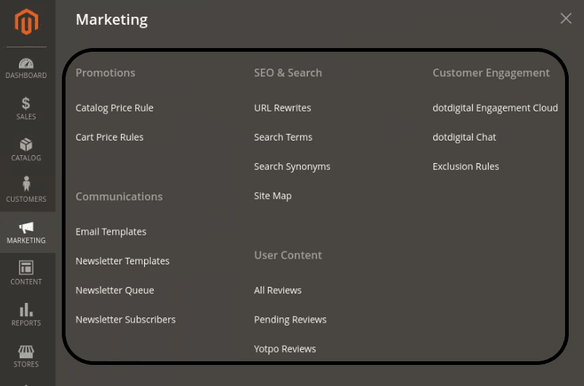 Marketing
DASHBOARD
SALES
CATALOG
CUSTOMERS
MARKETING
CONTENT
REPORTS
STORES
Promotions
Catalog Price Rule
Cart Price Rules
Communications
Email Templates
Newsletter Templates
Newsletter Queue
Newsletter Subscribers
SEO & Search
URL Rewrites
Search Terms
Search Synonyms
Site Map
User Content
All Reviews
Pending Reviews
Yotpo Reviews
Customer Engagement
dotdigital Engagement Cloud
dotdigital Chat
Exclusion Rules